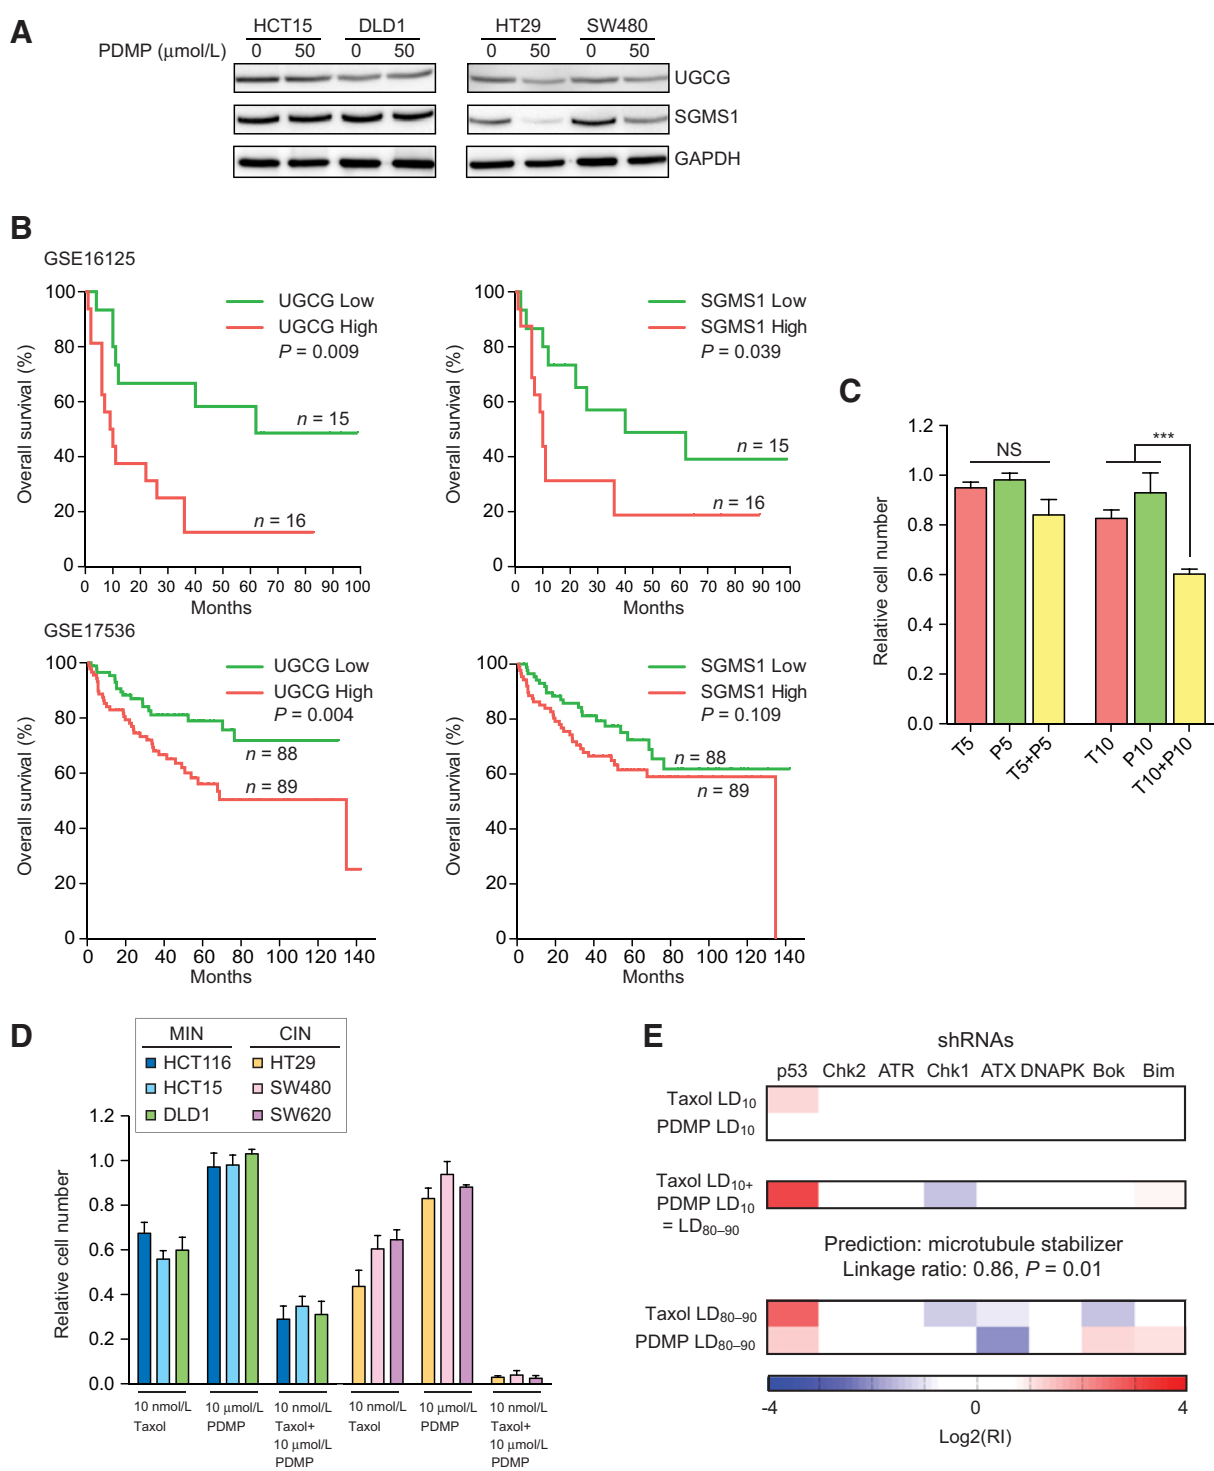 A
HCT15 DLD1 HT29 SW480
PDMP (μmol/L) 0 50 0 50 0 50 0 50
UGCG
SGMS1
GAPDH
B
GSE16125
100
80
60
40
20
0
Overall survival (%)
UGCG Low
UGCG High
P = 0.009
n = 15
n = 16
0 10 20 30 40 50 60 70 80 90 100
Months
100
80
60
40
20
0
Overall survival (%)
SGMS1 Low
SGMS1 High
P = 0.039
n = 15
n = 16
0 10 20 30 40 50 60 70 80 90 100
Months
GSE17536
100
80
60
40
20
0
Overall survival (%)
UGCG Low
UGCG High
P = 0.004
n = 88
n = 89
0 20 40 60 80 100 120 140
Months
100
80
60
40
20
0
Overall survival (%)
SGMS1 Low
SGMS1 High
P = 0.109
n = 88
n = 89
0 20 40 60 80 100 120 140
Months
C
1.2
1.0
0.8
0.6
0.4
0.2
0.0
Relative cell number
NS
***
T5 P5 T5+P5 T10 P10 T10+P10
D
MIN CIN
HCT116 HT29
HCT15 SW480
DLD1 SW620
1.2
1.0
0.8
0.6
0.4
0.2
0.0
Relative cell number
10 nmol/L
Taxol
10 μmol/L
PDMP
10 nmol/L
Taxol+
10 μmol/L
PDMP
10 nmol/L
Taxol
10 μmol/L
PDMP
10 nmol/L
Taxol+
10 μmol/L
PDMP
E
shRNAs
p53 Chk2 ATR Chk1 ATX DNAPK Bok Bim
Taxol LD10
PDMP LD10
Taxol LD10+
PDMP LD10
= LD80–90
Prediction: microtubule stabilizer
Linkage ratio: 0.86, P = 0.01
Taxol LD80–90
PDMP LD80–90
-4 0 4
Log2(RI)